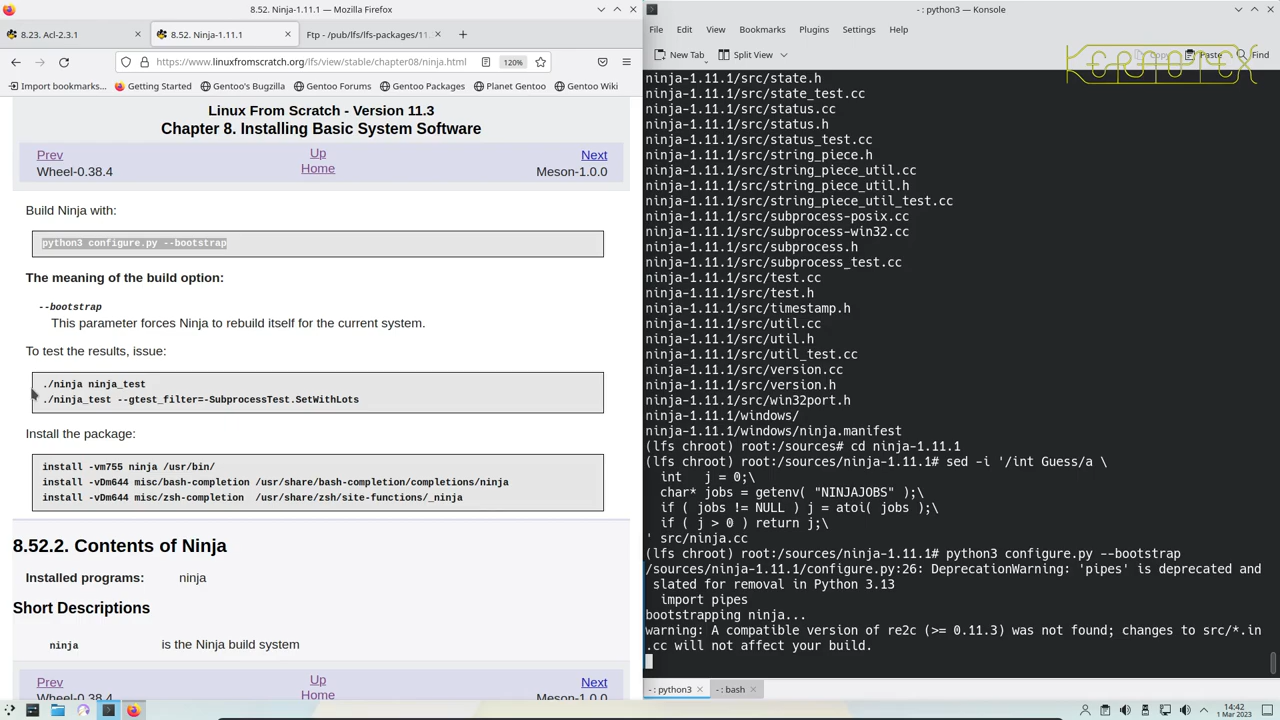 8.52. Ninja-1.11.1 — Mozilla Firefox
8.23. Acl-2.3.1
8.52. Ninja-1.11.1
Ftp - /pub/lfs/lfs-packages/11.
https://www.linuxfromscratch.org/lfs/view/stable/chapter08/ninja.h
120%
Import bookmarks...
Getting Started
Gentoo's Bugzilla
Gentoo Forums
Gentoo Packages
Planet Gentoo
Gentoo Wiki
Linux From Scratch - Version 11.3
Chapter 8. Installing Basic System Software
Prev
Up
Next
Wheel-0.38.4
Home
Meson-1.0.0
Build Ninja with:
python3 configure.py --bootstrap
The meaning of the build option:
--bootstrap
This parameter forces Ninja to rebuild itself for the current system.
To test the results, issue:
./ninja ninja_test
./ninja_test --gtest_filter=-SubprocessTest.SetWithLots
Install the package:
install -vm755 ninja /usr/bin/
install -vDm644 misc/bash-completion /usr/share/bash-completion/completions/ninja
install -vDm644 misc/zsh-completion  /usr/share/zsh/site-functions/_ninja
8.52.2. Contents of Ninja
Installed programs:
ninja
Short Descriptions
ninja
is the Ninja build system
Prev
Up
Next
Wheel-0.38.4
Home
Meson-1.0.0
- : python3 — Konsole
File
Edit
View
Bookmarks
Plugins
Settings
Help
New Tab
Split View
Copy
Paste
Find
ninja-1.11.1/src/state.h
ninja-1.11.1/src/state_test.cc
ninja-1.11.1/src/status.cc
ninja-1.11.1/src/status.h
ninja-1.11.1/src/status_test.cc
ninja-1.11.1/src/string_piece.h
ninja-1.11.1/src/string_piece_util.cc
ninja-1.11.1/src/string_piece_util.h
ninja-1.11.1/src/string_piece_util_test.cc
ninja-1.11.1/src/subprocess-posix.cc
ninja-1.11.1/src/subprocess-win32.cc
ninja-1.11.1/src/subprocess.h
ninja-1.11.1/src/subprocess_test.cc
ninja-1.11.1/src/test.cc
ninja-1.11.1/src/test.h
ninja-1.11.1/src/timestamp.h
ninja-1.11.1/src/util.cc
ninja-1.11.1/src/util.h
ninja-1.11.1/src/util_test.cc
ninja-1.11.1/src/version.cc
ninja-1.11.1/src/version.h
ninja-1.11.1/src/win32port.h
ninja-1.11.1/windows/
ninja-1.11.1/windows/ninja.manifest
(lfs chroot) root:/sources# cd ninja-1.11.1
(lfs chroot) root:/sources/ninja-1.11.1# sed -i '/int Guess/a \
int   j = 0;\
char* jobs = getenv( "NINJAJOBS" );\
if ( jobs != NULL ) j = atoi( jobs );\
if ( j > 0 ) return j;\
' src/ninja.cc
(lfs chroot) root:/sources/ninja-1.11.1# python3 configure.py --bootstrap
/sources/ninja-1.11.1/configure.py:26: DeprecationWarning: 'pipes' is deprecated and
slated for removal in Python 3.13
import pipes
bootstrapping ninja...
warning: A compatible version of re2c (>= 0.11.3) was not found; changes to src/*.in
.cc will not affect your build.
- : python3
- : bash
14:42
1 Mar 2023